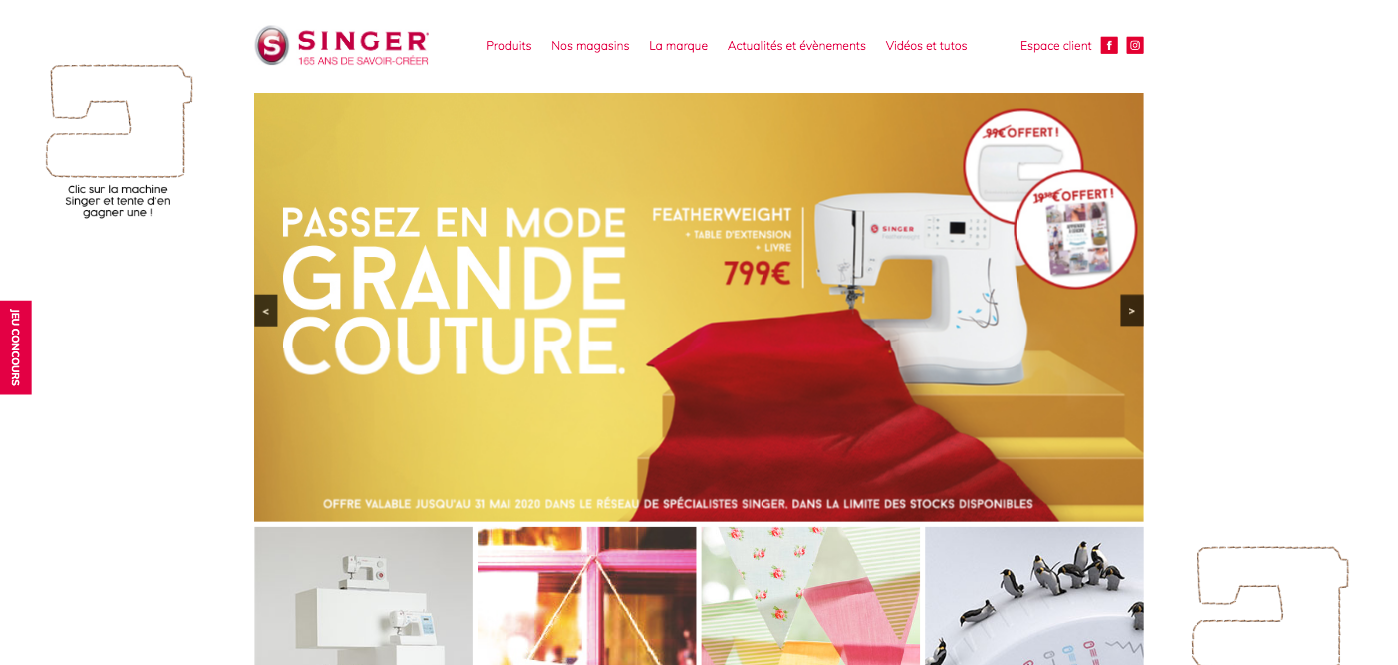 S SINGER
165 ANS DE SAVOIR-CRÉER
Produits
Nos magasins
La marque
Actualités et évènements
Vidéos et tutos
Espace client
Clic sur la machine
Singer et tente d'en
gagner une !
JEU CONCOURS
PASSEZ EN MODE
GRANDE
COUTURE.
FEATHERWEIGHT
+ TABLE D'EXTENSION
+ LIVRE
799€
99€ OFFERT !
OFFERT !
SINGER
Featherweight
<
>
OFFRE VALABLE JUSQU'AU 31 MAI 2020 DANS LE RÉSEAU DE SPÉCIALISTES SINGER, DANS LA LIMITE DES STOCKS DISPONIBLES